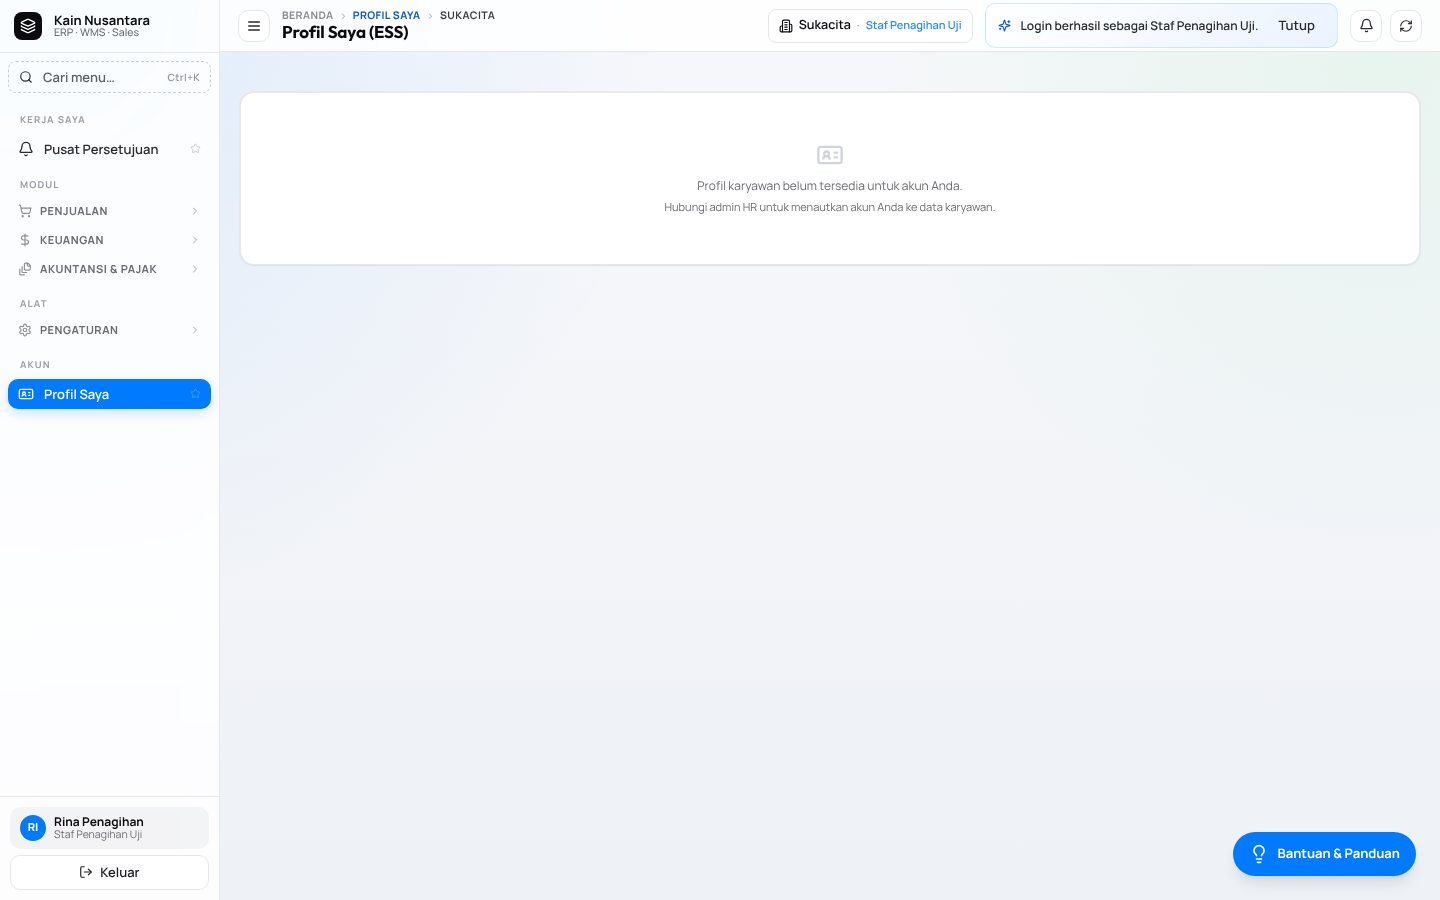 Kain Nusantara
ERP · WMS · Sales
Cari menu...
Ctrl+K
KERJA SAYA
Pusat Persetujuan
MODUL
PENJUALAN
KEUANGAN
AKUNTANSI & PAJAK
ALAT
PENGATURAN
AKUN
Profil Saya
RI
Rina Penagihan
Staf Penagihan Uji
Keluar
BERANDA › PROFIL SAYA › SUKACITA
Profil Saya (ESS)
Sukacita · Staf Penagihan Uji
Login berhasil sebagai Staf Penagihan Uji. Tutup
Profil karyawan belum tersedia untuk akun Anda.
Hubungi admin HR untuk menautkan akun Anda ke data karyawan.
Bantuan & Panduan